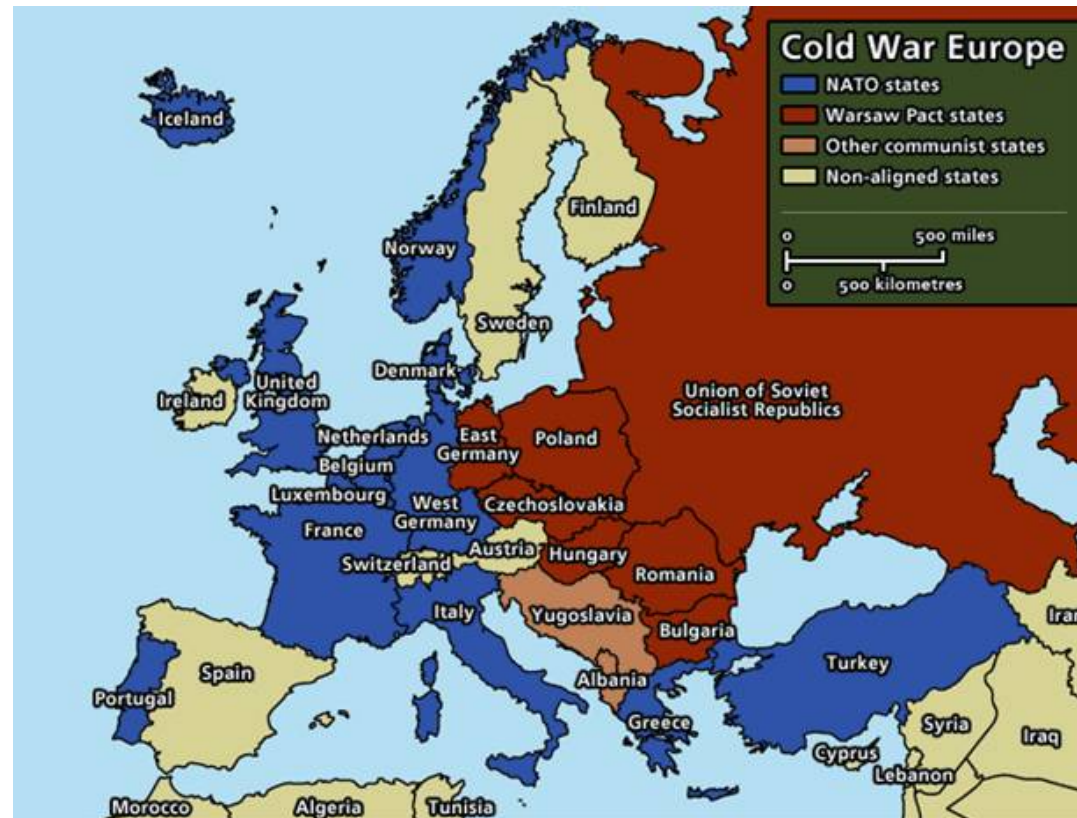 Cold War Europe
NATO states
Warsaw Pact states
Other communist states
Non-aligned states
0 500 miles
0 500 kilometres
Iceland
Finland
Norway
Sweden
Denmark
Union of Soviet
Socialist Republics
Ireland
United
Kingdom
Netherlands
East
Germany
Poland
Belgium
Luxembourg
West
Germany
Czechoslovakia
France
Switzerland
Austria
Hungary
Romania
Italy
Yugoslavia
Bulgaria
Iran
Spain
Portugal
Albania
Greece
Turkey
Syria
Iraq
Cyprus
Lebanon
Morocco
Algeria
Tunisia